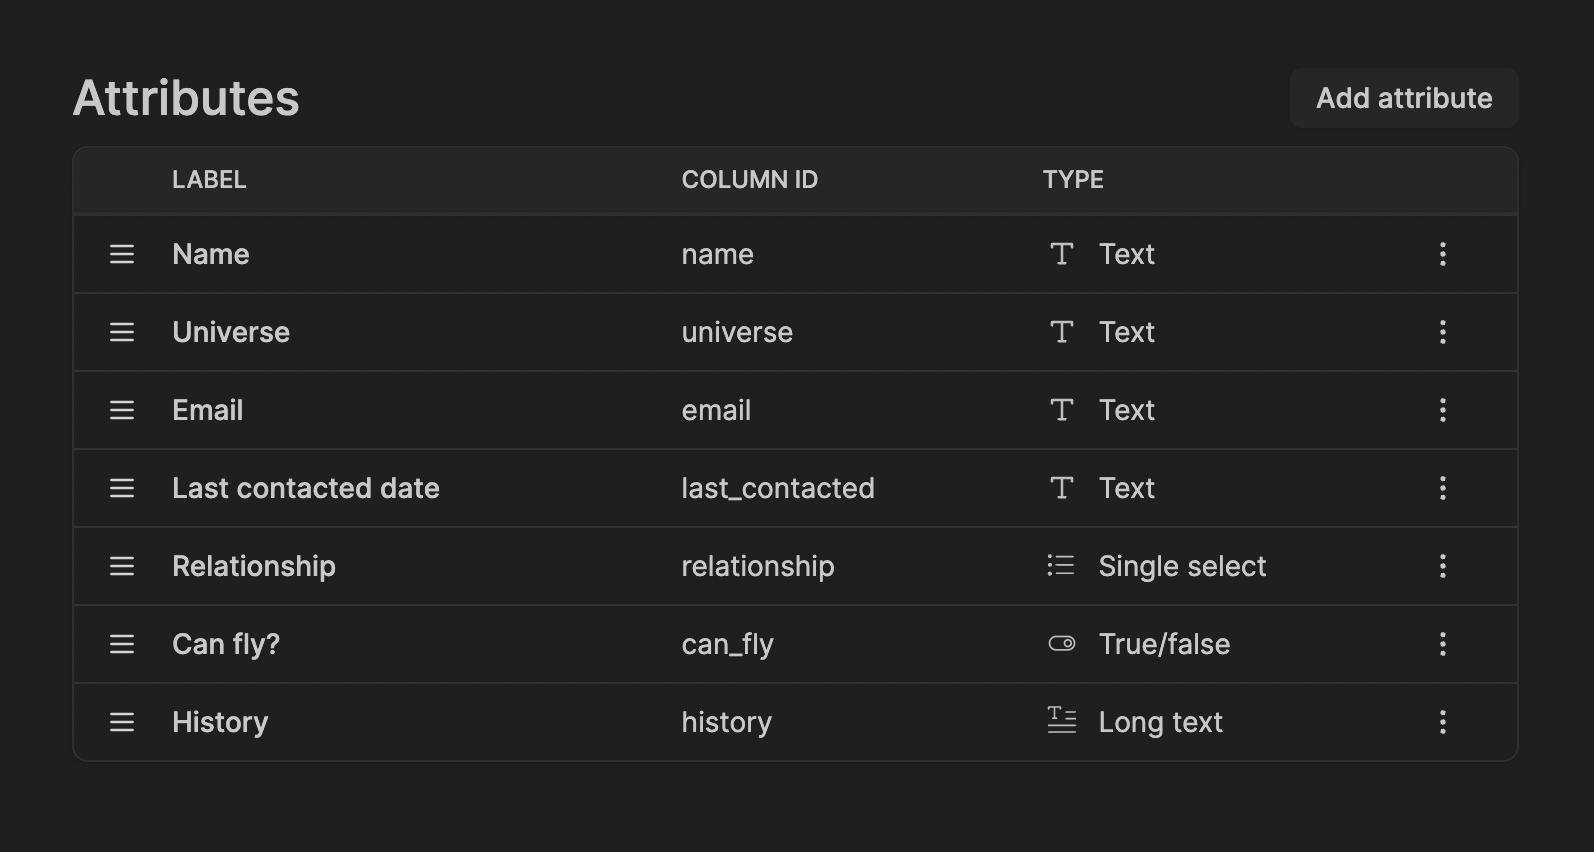 Attributes
Add attribute
LABEL COLUMN ID TYPE
Name name Text
Universe universe Text
Email email Text
Last contacted date last_contacted Text
Relationship relationship Single select
Can fly? can_fly True/false
History history Long text